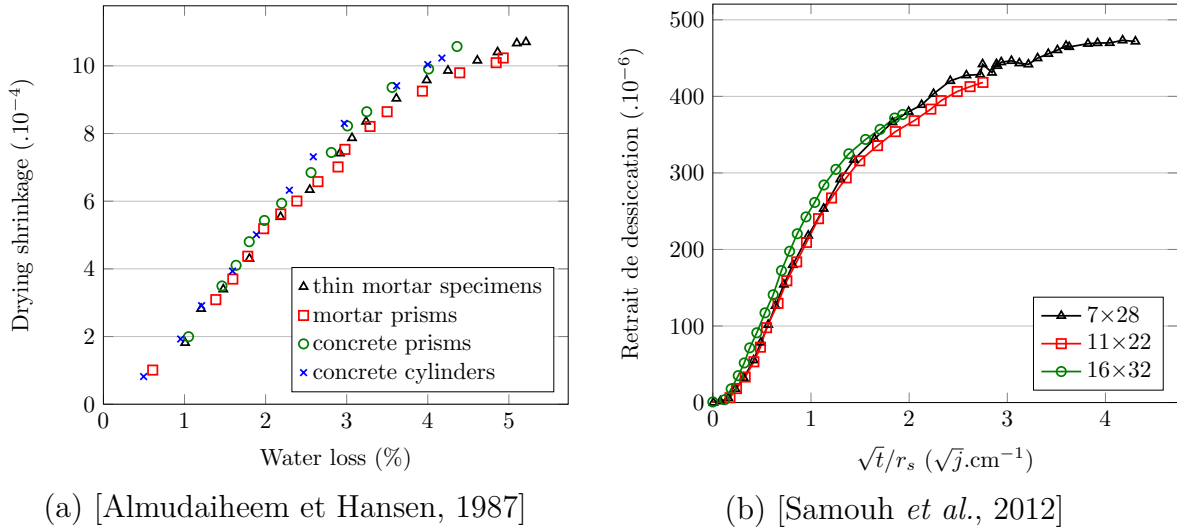 Drying shrinkage (.10⁻⁴)
10
8
6
4
2
0
0 1 2 3 4 5
Water loss (%)
thin mortar specimens
mortar prisms
concrete prisms
concrete cylinders
(a) [Almudaiheem et Hansen, 1987]
Retrait de dessiccation (.10⁻⁶)
500
400
300
200
100
0
0 1 2 3 4
√t/rₛ (√j.cm⁻¹)
7×28
11×22
16×32
(b) [Samouh et al., 2012]